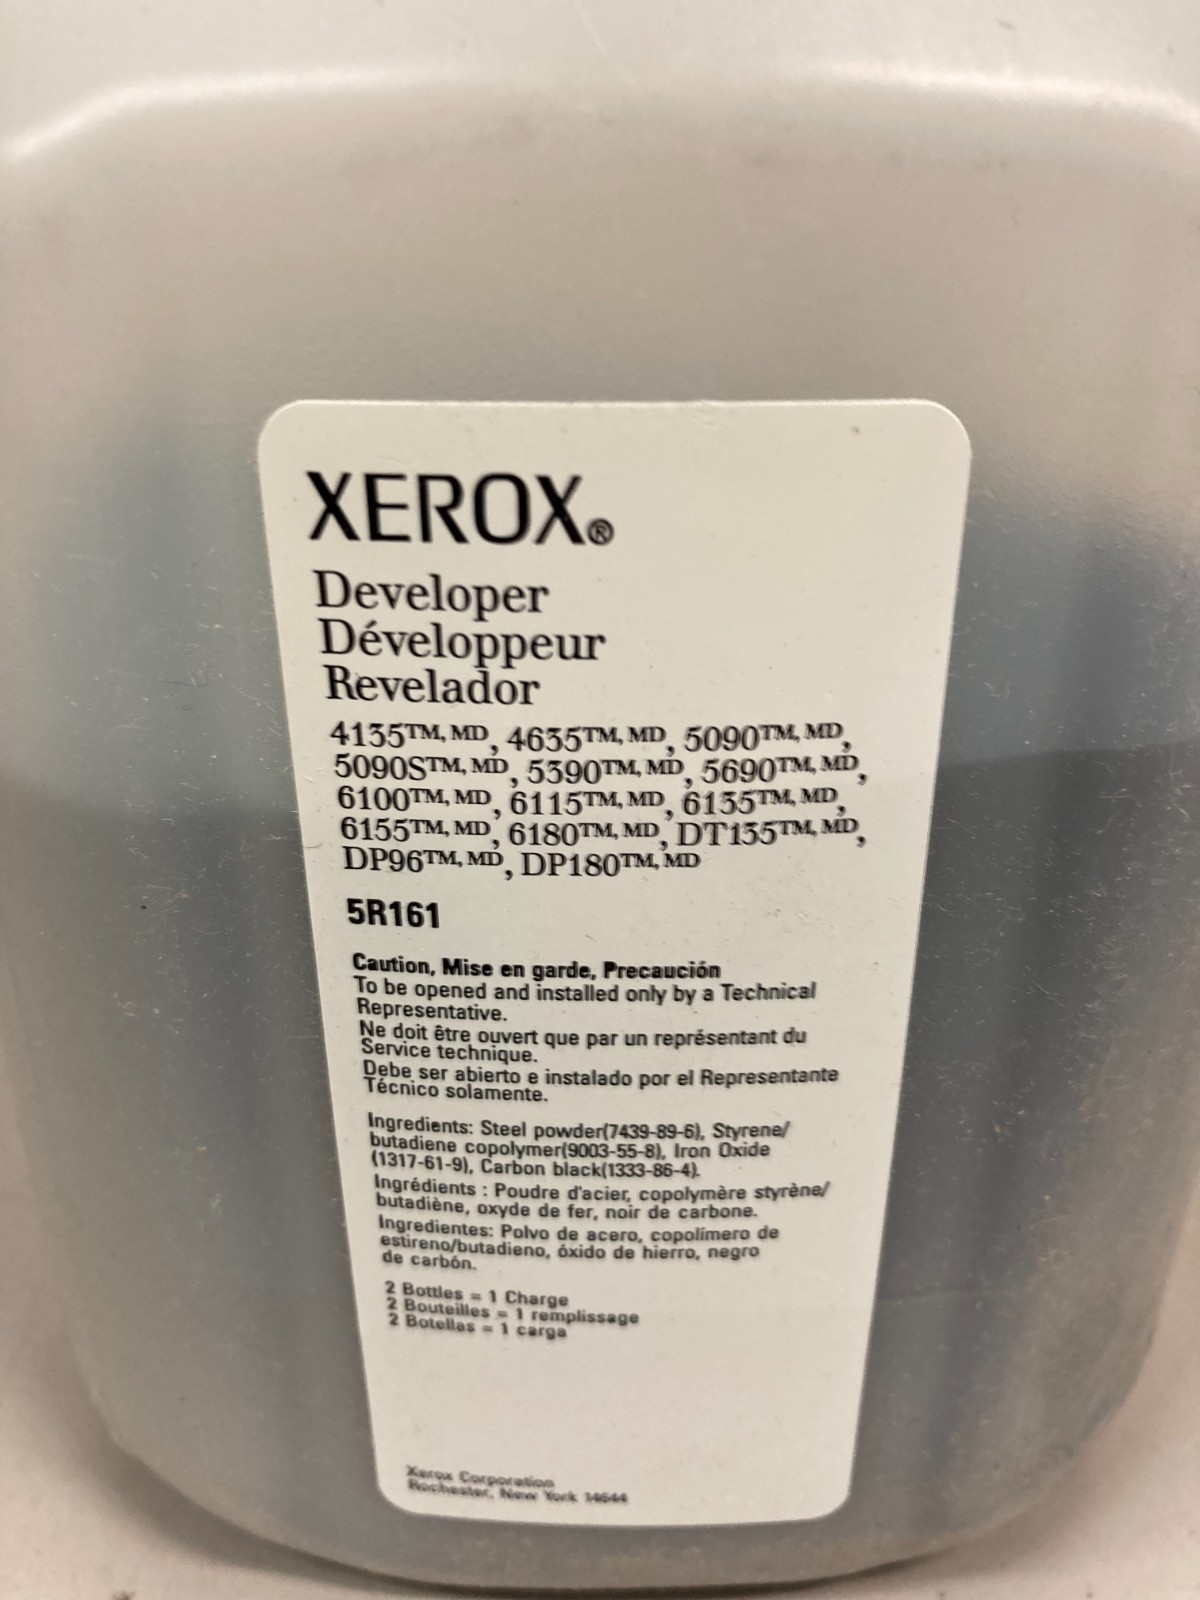 XEROX®
Developer
Développeur
Revelador
4135™, MD, 4635™, MD, 5090™, MD,
5090S™, MD, 5390™, MD, 5690™, MD,
6100™, MD, 6115™, MD, 6135™, MD,
6155™, MD, 6180™, MD, DT135™, MD,
DP96™, MD, DP180™, MD
5R161
Caution, Mise en garde, Precaución
To be opened and installed only by a Technical
Representative.
Ne doit être ouvert que par un représentant du
Service technique.
Debe ser abierto e instalado por el Representante
Técnico solamente.
Ingredients: Steel powder(7439-89-6), Styrene/
butadiene copolymer(9003-55-8), Iron Oxide
(1317-61-9), Carbon black(1333-86-4).
Ingrédients : Poudre d'acier, copolymère styrène/
butadiène, oxyde de fer, noir de carbone.
Ingredientes: Polvo de acero, copolímero de
estireno/butadieno, óxido de hierro, negro
de carbón.
2 Bottles = 1 Charge
2 Bouteilles = 1 remplissage
2 Botellas = 1 carga
Xerox Corporation
Rochester, New York 14644